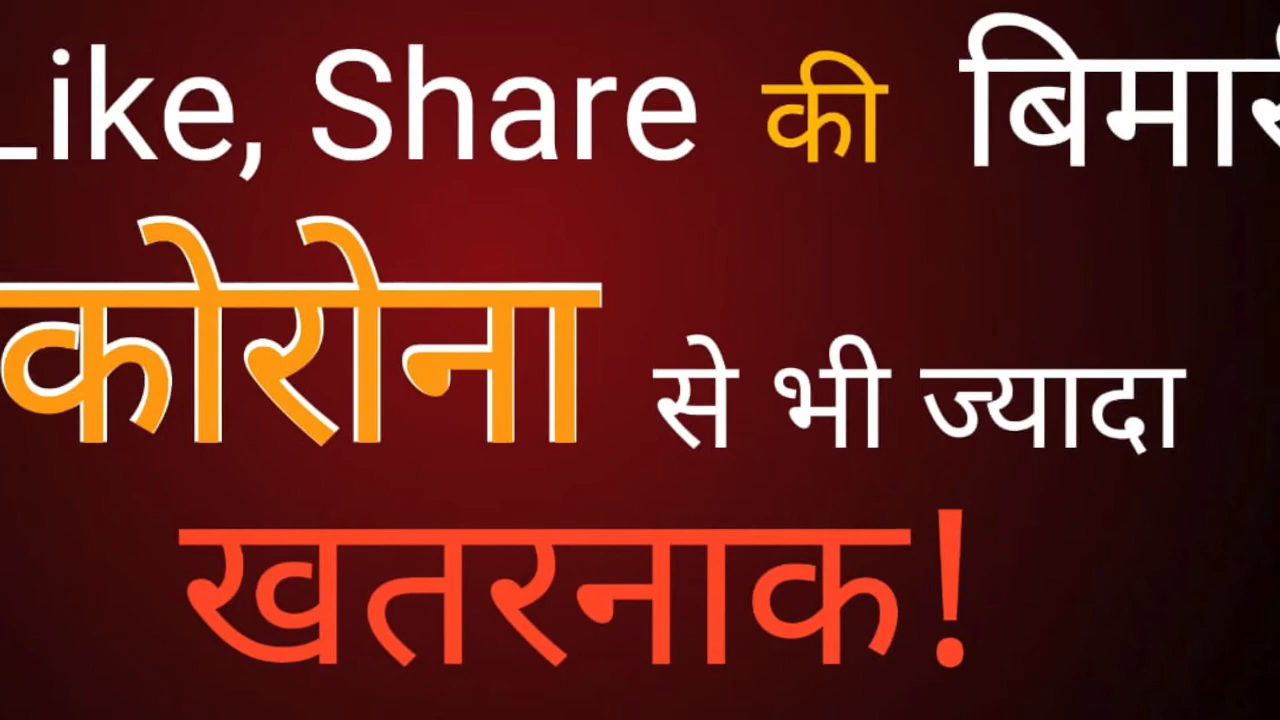 Like, Share की बिमारी
कोरोना से भी ज्यादा
खतरनाक!